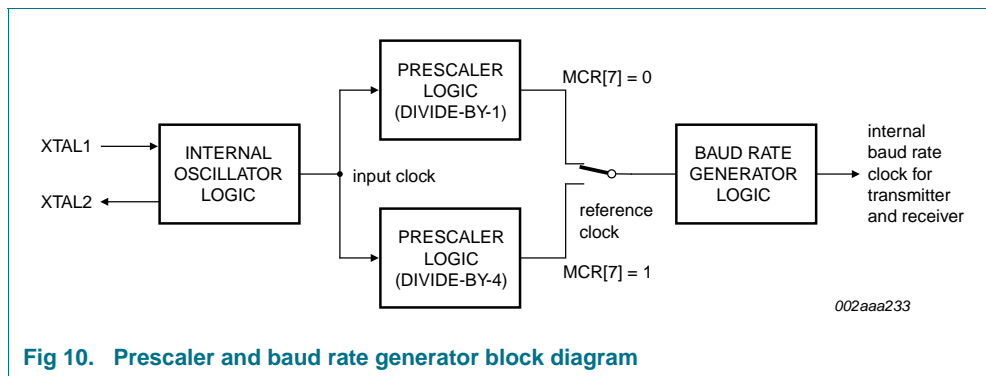 PRESCALER
LOGIC
(DIVIDE-BY-1)
MCR[7] = 0
XTAL1
XTAL2
INTERNAL
OSCILLATOR
LOGIC
input clock
BAUD RATE
GENERATOR
LOGIC
internal
baud rate
clock for
transmitter
and receiver
reference
clock
PRESCALER
LOGIC
(DIVIDE-BY-4)
MCR[7] = 1
002aaa233
Fig 10. Prescaler and baud rate generator block diagram